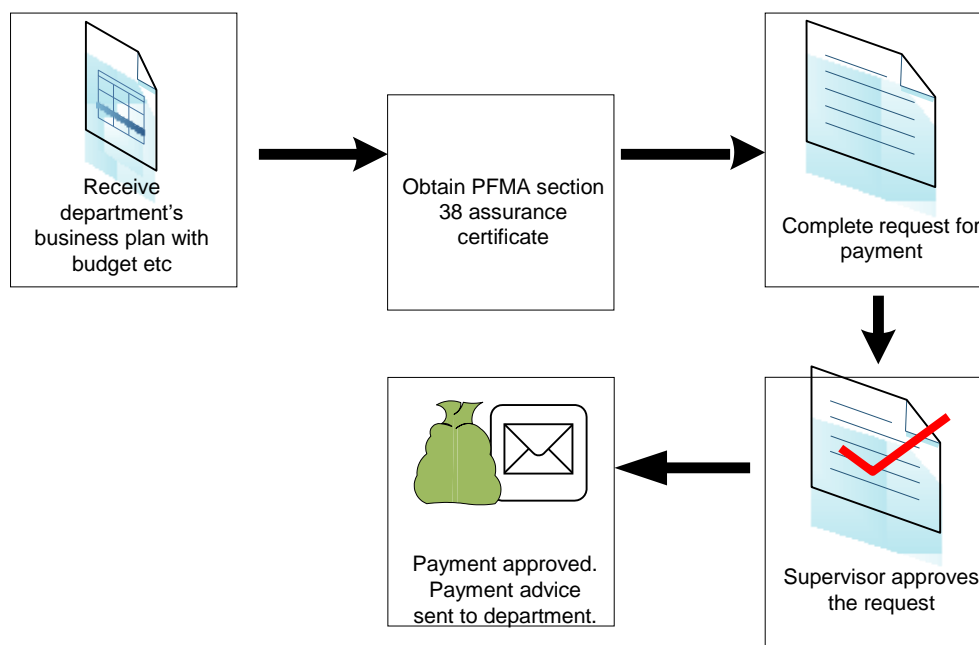 Receive
department’s
business plan with
budget etc
Obtain PFMA section
38 assurance
certificate
Complete request for
payment
Supervisor approves
the request
Payment approved.
Payment advice
sent to department.